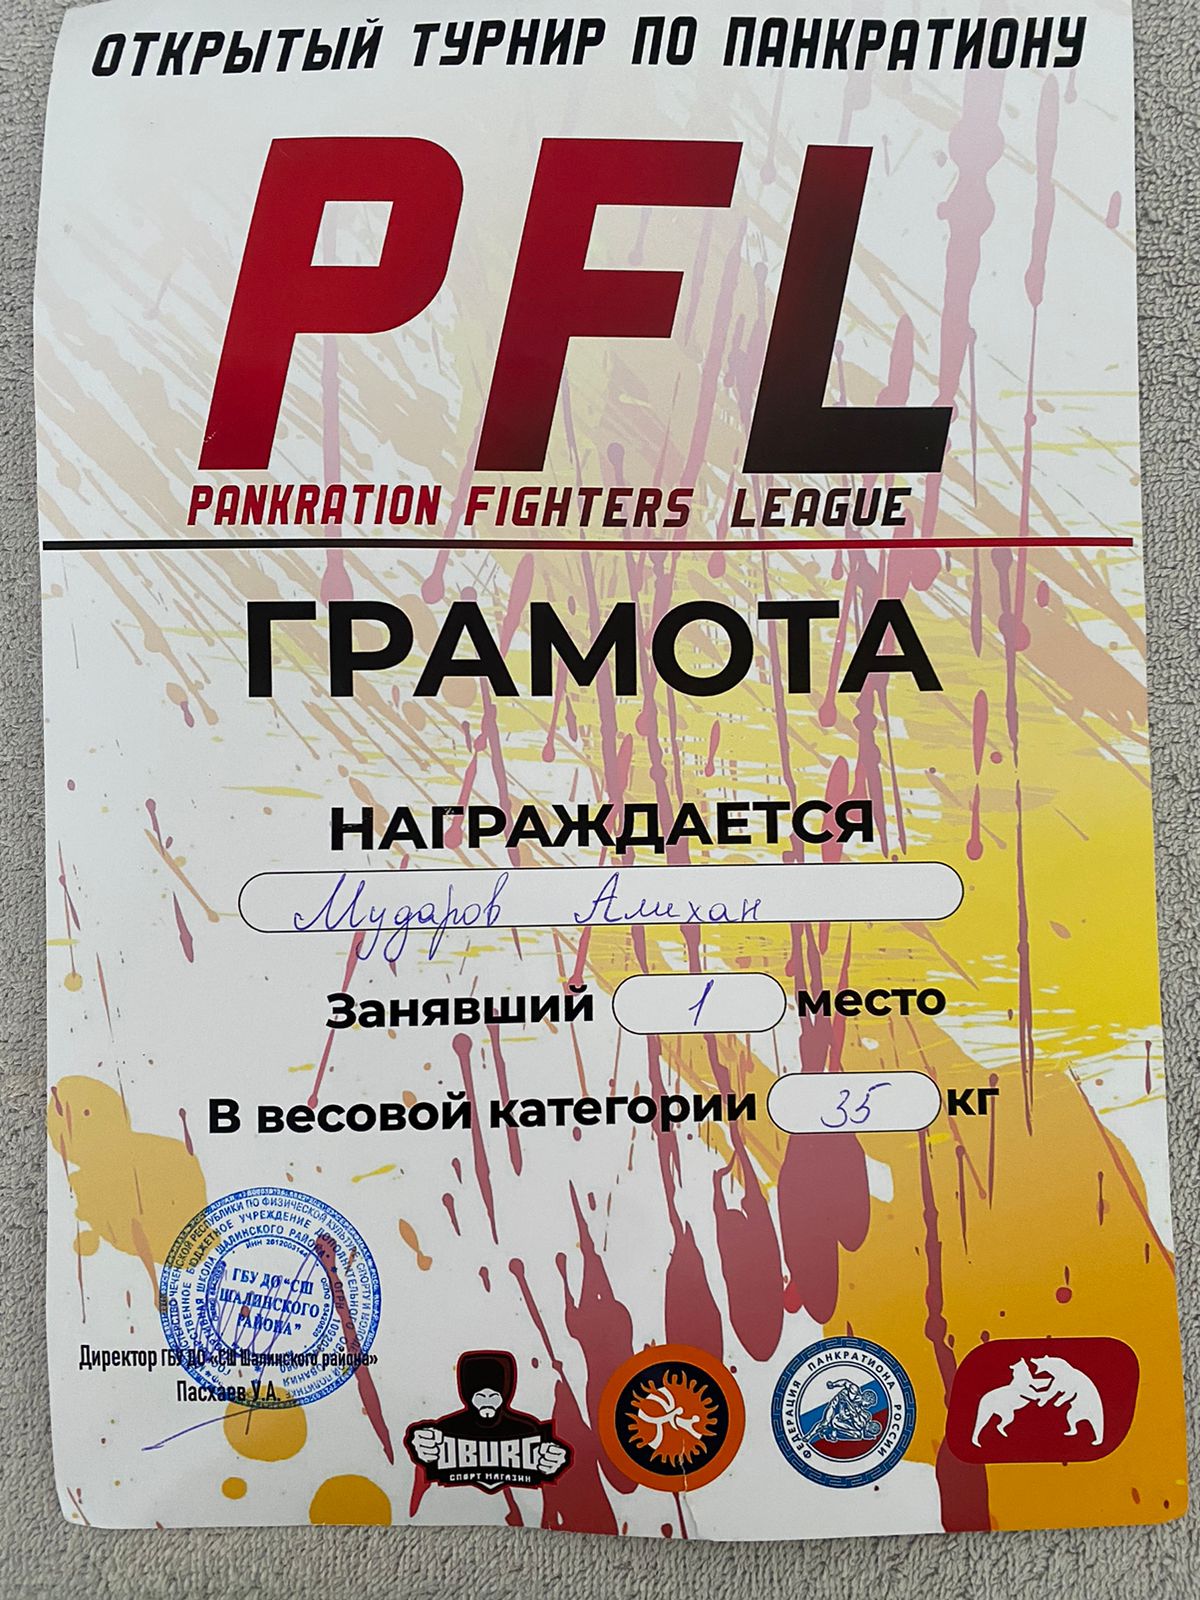 ОТКРЫТЫЙ ТУРНИР ПО ПАНКРАТИОНУ
PFL
PANKRATION FIGHTERS LEAGUE
ГРАМОТА
НАГРАЖДАЕТСЯ
Мударов Алихан
Занявший 1 место
В весовой категории 35 кг
ГБУ ДО "СШ
ШАЛИНСКОГО
РАЙОНА"
Директор ГБУ ДО «СШ Шалинского района»
Пасхаев У.А.
BOBURG
СПОРТ МАГАЗИН
ФЕДЕРАЦИЯ ПАНКРАТИОНА РОССИИ